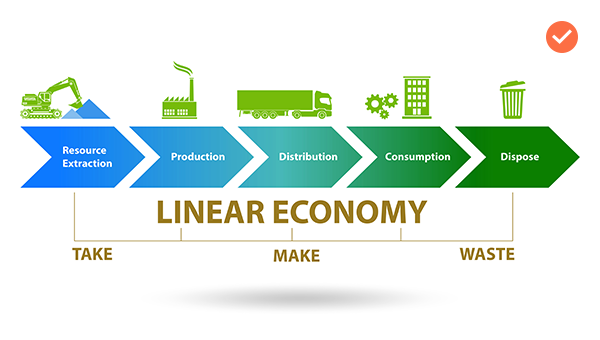 Resource
Extraction
Production
Distribution
Consumption
Dispose
LINEAR ECONOMY
TAKE
MAKE
WASTE